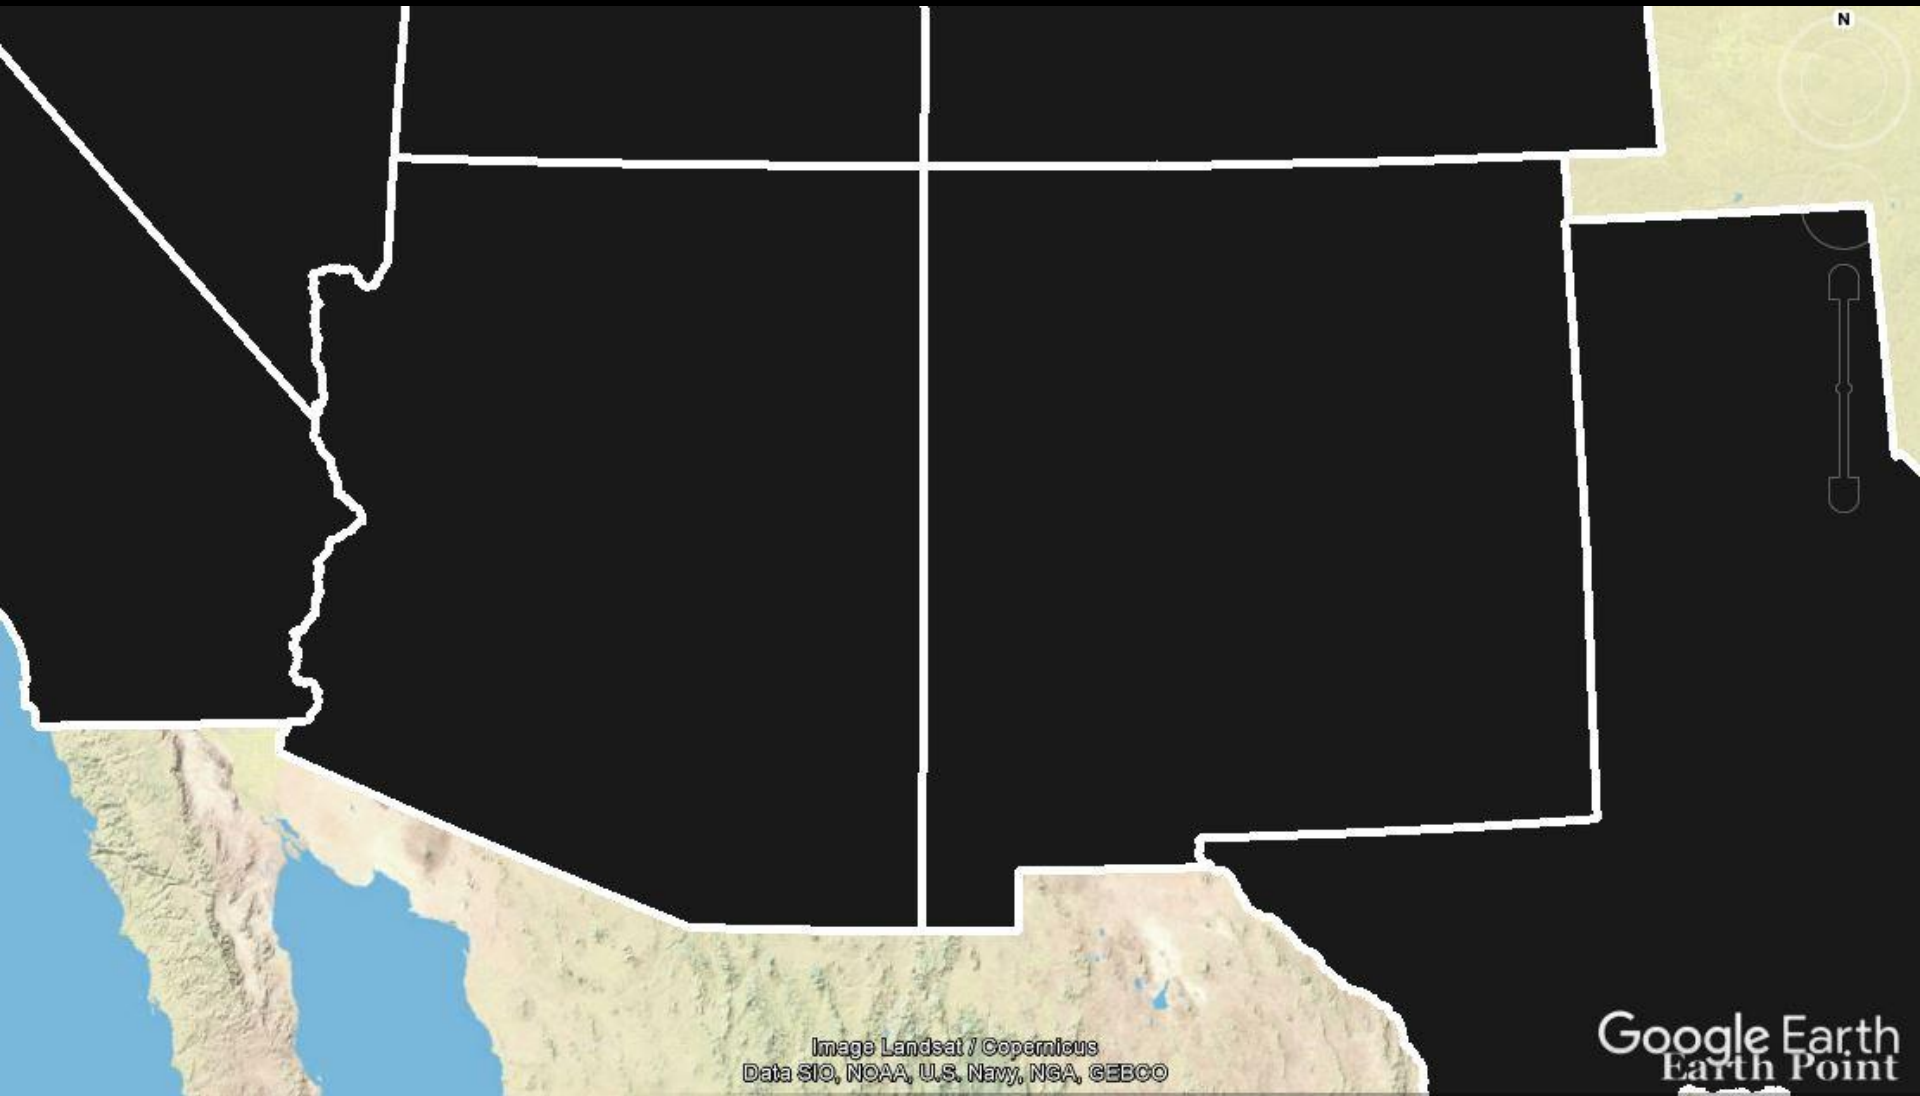 N
Image Landsat / Copernicus
Data SIO, NOAA, U.S. Navy, NGA, GEBCO
Google Earth
Earth Point